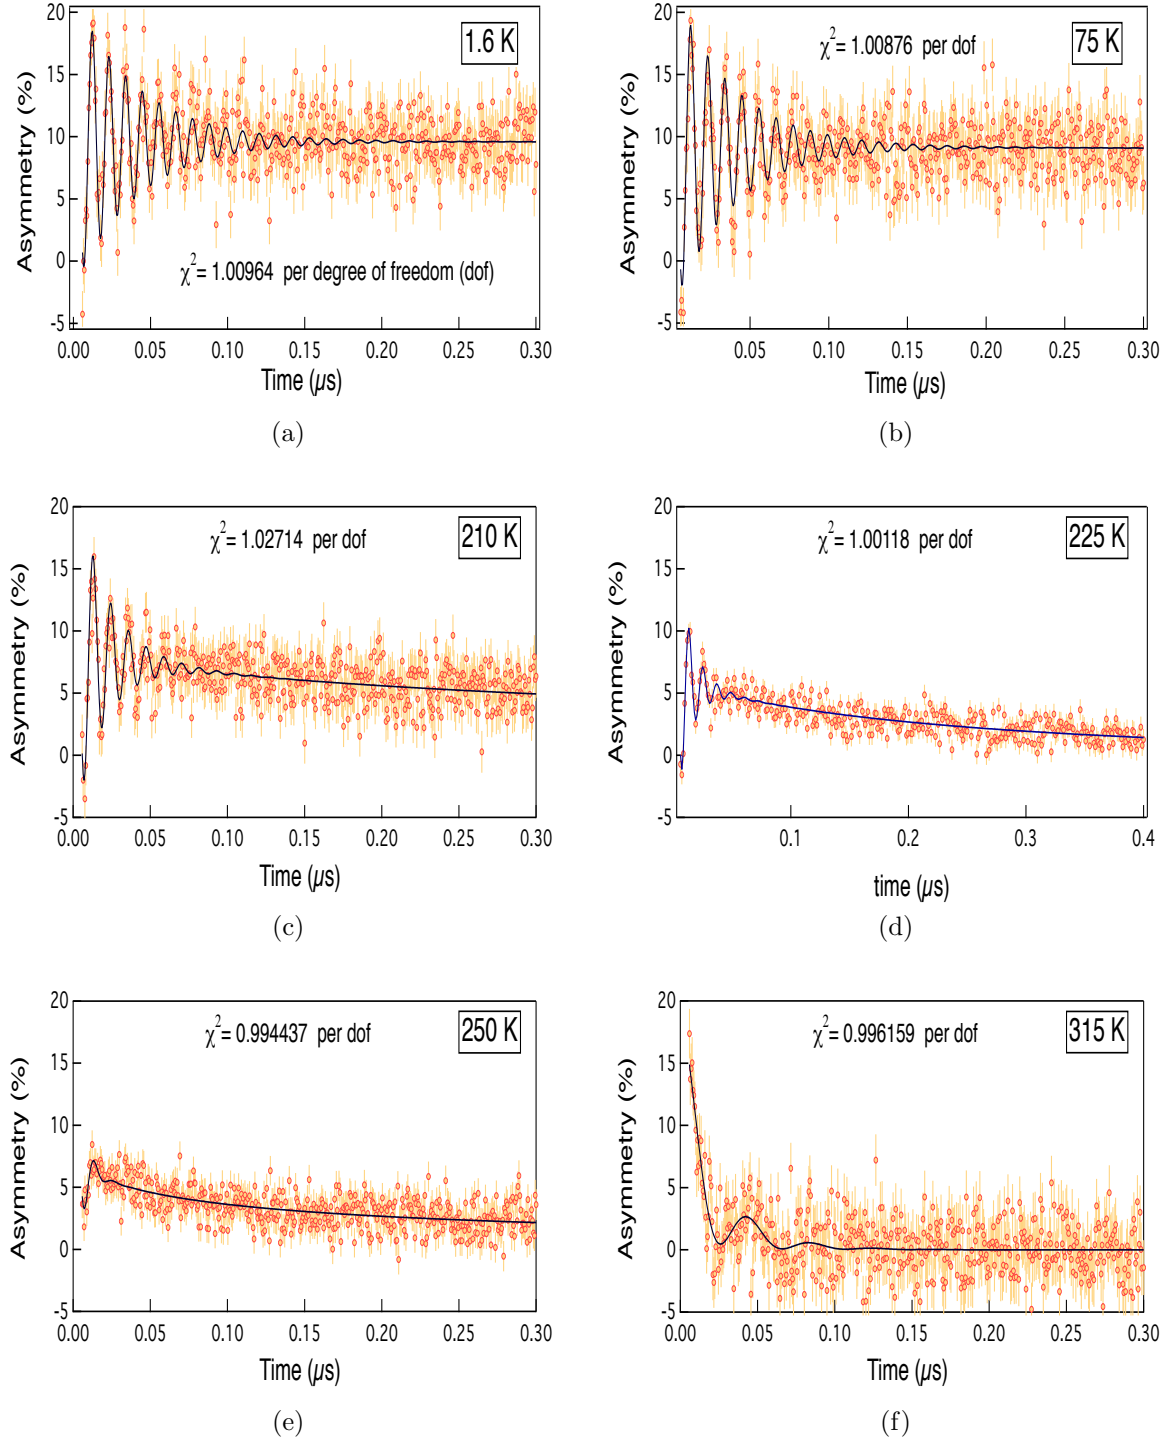 20
15
10
5
0
-5
Asymmetry (%)
1.6 K
χ²= 1.00964 per degree of freedom (dof)
0.00 0.05 0.10 0.15 0.20 0.25 0.30
Time (µs)
(a)
20
15
10
5
0
-5
Asymmetry (%)
χ²= 1.00876 per dof
75 K
0.05 0.10 0.15 0.20 0.25 0.30
Time (µs)
(b)
20
15
10
5
0
-5
Asymmetry (%)
χ²= 1.02714 per dof
210 K
0.00 0.05 0.10 0.15 0.20 0.25 0.30
Time (µs)
(c)
20
15
10
5
0
-5
Asymmetry (%)
χ²= 1.00118 per dof
225 K
0.1 0.2 0.3 0.4
time (µs)
(d)
20
15
10
5
0
-5
Asymmetry (%)
χ²= 0.994437 per dof
250 K
0.00 0.05 0.10 0.15 0.20 0.25 0.30
Time (µs)
(e)
20
15
10
5
0
-5
Asymmetry (%)
χ²= 0.996159 per dof
315 K
0.00 0.05 0.10 0.15 0.20 0.25 0.30
Time (µs)
(f)